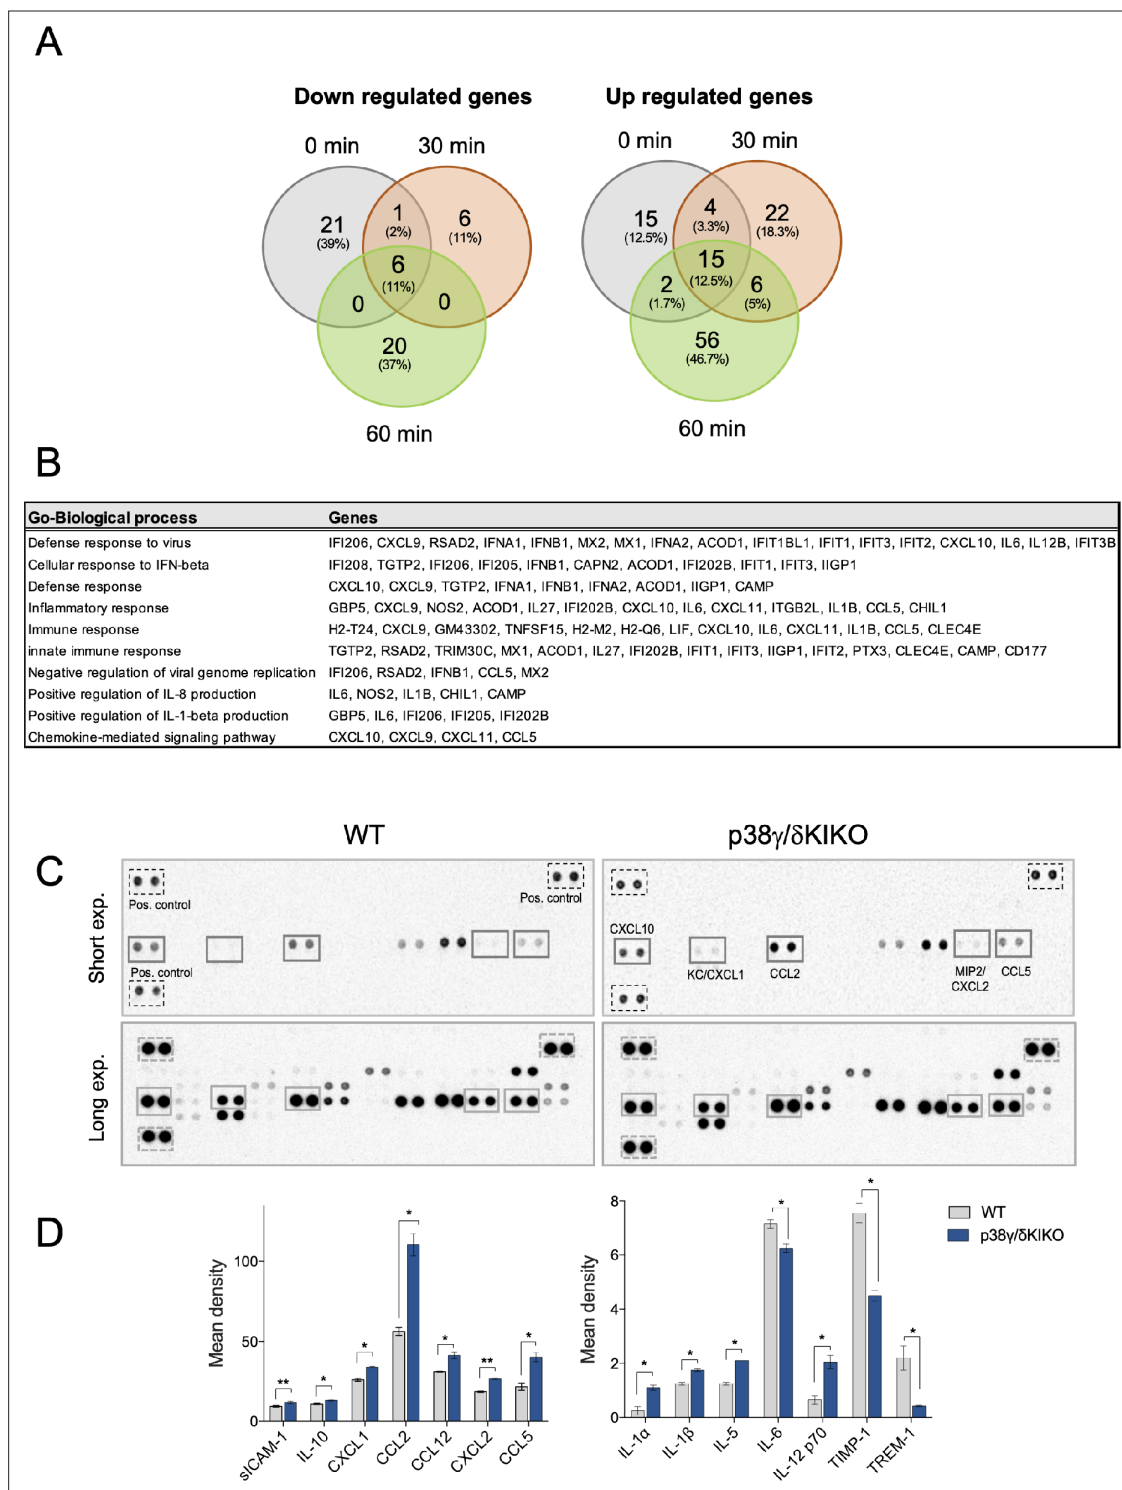 A
Down regulated genes
Up regulated genes
0 min
30 min
21
(39%)
1
(2%)
6
(11%)
6
(11%)
0
0
20
(37%)
60 min
0 min
30 min
15
(12.5%)
4
(3.3%)
22
(18.3%)
15
(12.5%)
2
(1.7%)
6
(5%)
56
(46.7%)
60 min
B
Go-Biological process Genes
Defense response to virus IFI206, CXCL9, RSAD2, IFNA1, IFNB1, MX2, MX1, IFNA2, ACOD1, IFIT1BL1, IFIT1, IFIT3, IFIT2, CXCL10, IL6, IL12B, IFIT3B
Cellular response to IFN-beta IFI208, TGTP2, IFI206, IFI205, IFNB1, CAPN2, ACOD1, IFI202B, IFIT1, IFIT3, IIGP1
Defense response CXCL10, CXCL9, TGTP2, IFNA1, IFNB1, IFNA2, ACOD1, IIGP1, CAMP
Inflammatory response GBP5, CXCL9, NOS2, ACOD1, IL27, IFI202B, CXCL10, IL6, CXCL11, ITGB2L, IL1B, CCL5, CHIL1
Immune response H2-T24, CXCL9, GM43302, TNFSF15, H2-M2, H2-Q6, LIF, CXCL10, IL6, CXCL11, IL1B, CCL5, CLEC4E
innate immune response TGTP2, RSAD2, TRIM30C, MX1, ACOD1, IL27, IFI202B, IFIT1, IFIT3, IIGP1, IFIT2, PTX3, CLEC4E, CAMP, CD177
Negative regulation of viral genome replication IFI206, RSAD2, IFNB1, CCL5, MX2
Positive regulation of IL-8 production IL6, NOS2, IL1B, CHIL1, CAMP
Positive regulation of IL-1-beta production GBP5, IL6, IFI206, IFI205, IFI202B
Chemokine-mediated signaling pathway CXCL10, CXCL9, CXCL11, CCL5
C
WT
p38γ/δKIKO
Short exp.
Pos. control
Pos. control
Pos. control
CXCL10
KC/CXCL1
CCL2
MIP2/
CXCL2
CCL5
Long exp.
D
Mean density
100
50
0
*
**
*
*
*
**
*
sICAM-1
IL-10
CXCL1
CCL2
CCL12
CXCL2
CCL5
Mean density
8
6
4
2
0
*
*
*
*
*
*
*
IL-1α
IL-1β
IL-5
IL-6
IL-12 p70
TIMP-1
TREM-1
WT
p38γ/δKIKO